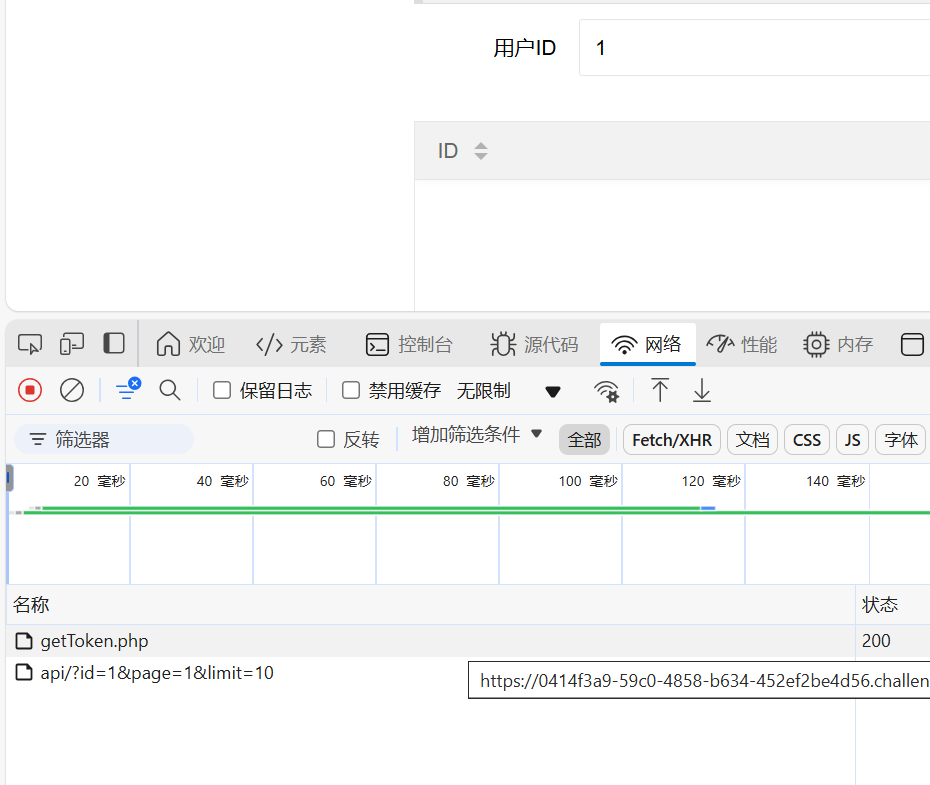 用户ID 1
ID
欢迎 元素 控制台 源代码 网络 性能 内存
保留日志 禁用缓存 无限制
筛选器 反转 增加筛选条件 全部 Fetch/XHR 文档 CSS JS 字体
20 毫秒 40 毫秒 60 毫秒 80 毫秒 100 毫秒 120 毫秒 140 毫秒
名称 状态
getToken.php 200
api/?id=1&page=1&limit=10
https://0414f3a9-59c0-4858-b634-452ef2be4d56.challen